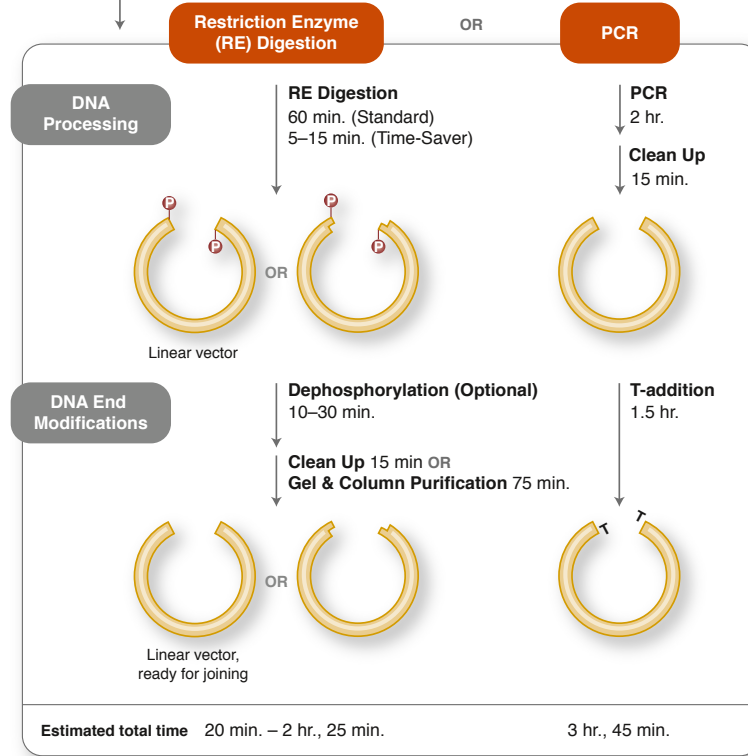 Restriction Enzyme
(RE) Digestion
OR
PCR
DNA
Processing
RE Digestion
60 min. (Standard)
5–15 min. (Time-Saver)
PCR
2 hr.
Clean Up
15 min.
P
P
OR
P
P
Linear vector
DNA End
Modifications
Dephosphorylation (Optional)
10–30 min.
Clean Up 15 min OR
Gel & Column Purification 75 min.
T-addition
1.5 hr.
OR
T
T
Linear vector,
ready for joining
Estimated total time 20 min. – 2 hr., 25 min. 3 hr., 45 min.